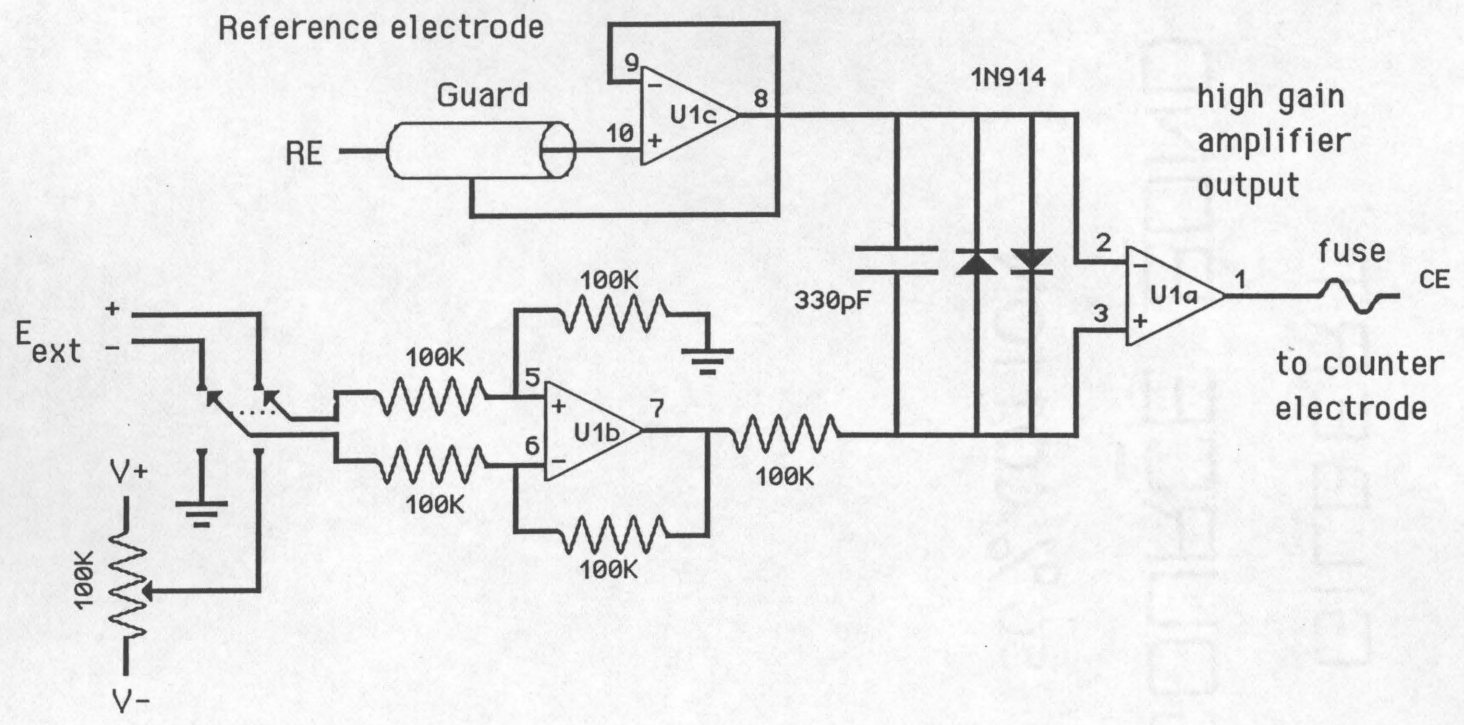 Reference electrode
Guard
RE
9
-
10
+
U1c
8
1N914
high gain
amplifier
output
330pF
2
-
3
+
U1a
1
fuse
CE
to counter
electrode
E ext
+
-
100K
100K
5
+
6
-
U1b
7
100K
100K
100K
V+
100K
V-